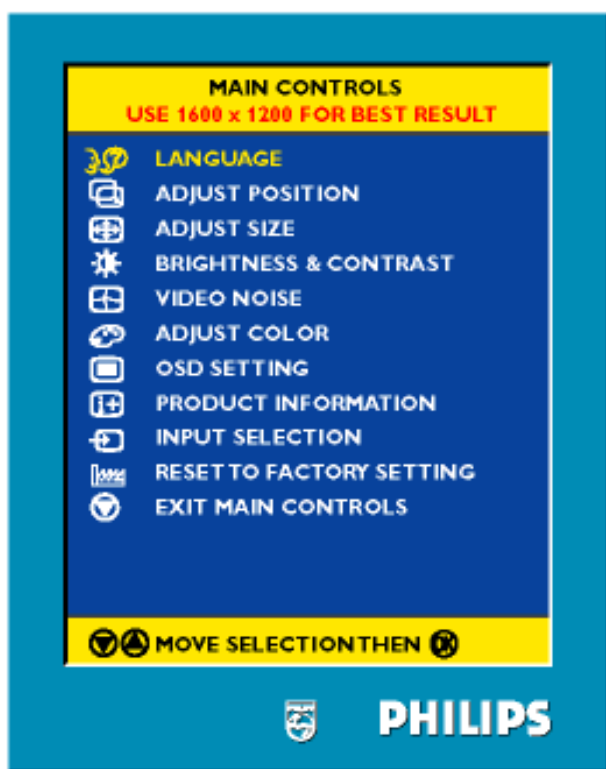 MAIN CONTROLS
USE 1600 x 1200 FOR BEST RESULT
LANGUAGE
ADJUST POSITION
ADJUST SIZE
BRIGHTNESS & CONTRAST
VIDEO NOISE
ADJUST COLOR
OSD SETTING
PRODUCT INFORMATION
INPUT SELECTION
RESET TO FACTORY SETTING
EXIT MAIN CONTROLS
MOVE SELECTION THEN OK
PHILIPS